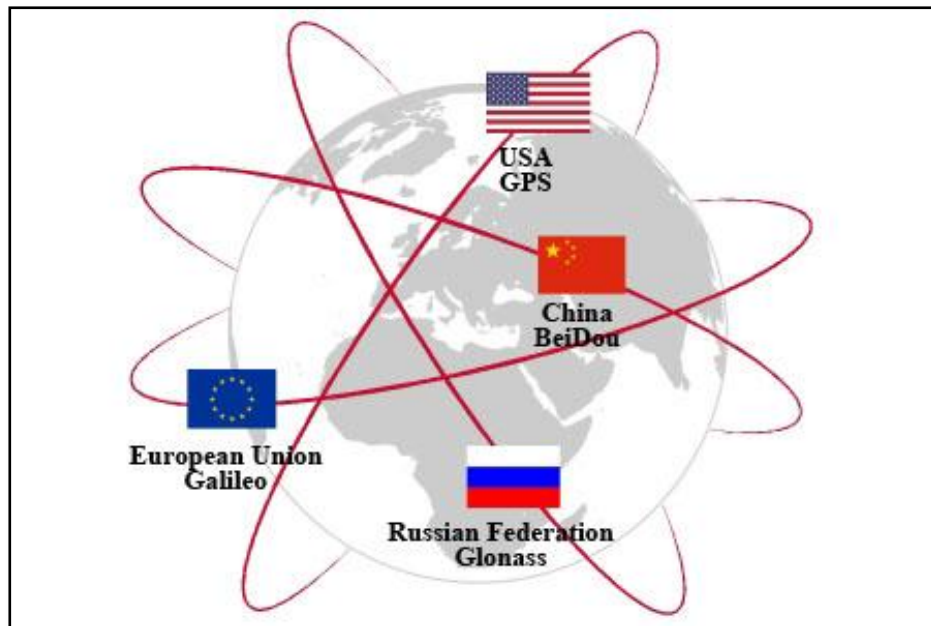 USA
GPS
China
BeiDou
European Union
Galileo
Russian Federation
Glonass